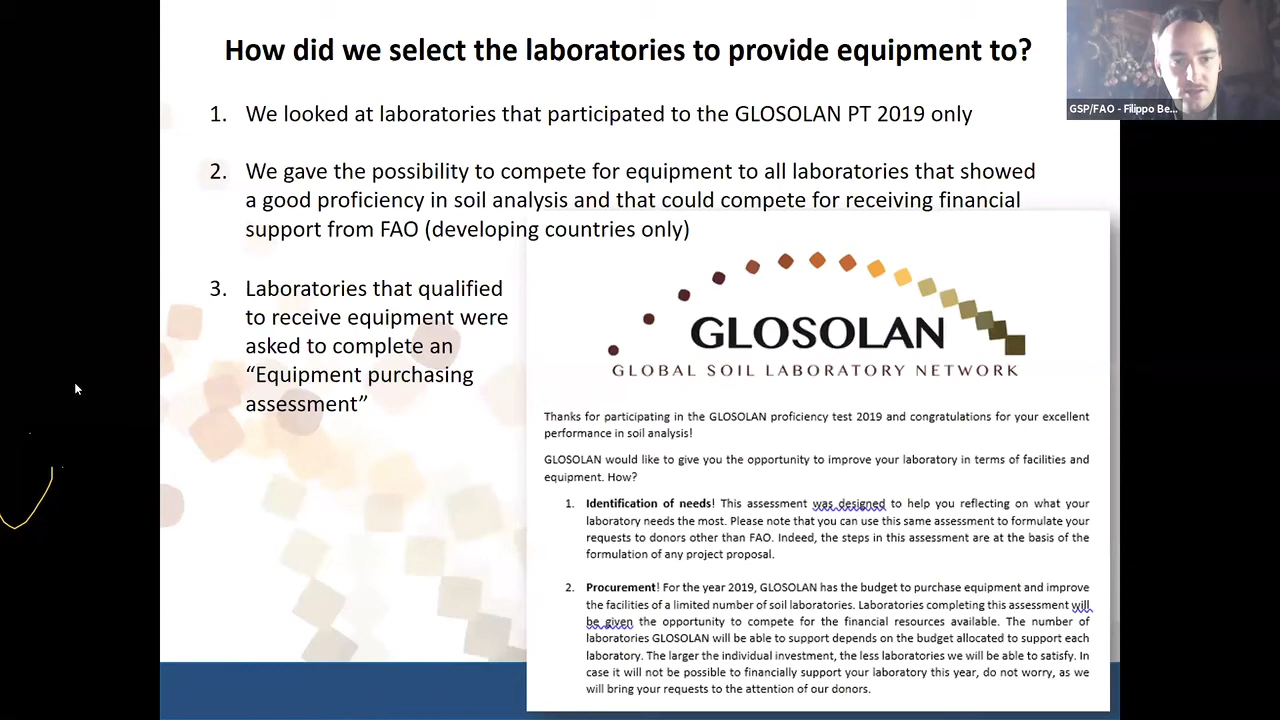 How did we select the laboratories to provide equipment to?
GSP/FAO - Filippo Be...
1. We looked at laboratories that participated to the GLOSOLAN PT 2019 only
2. We gave the possibility to compete for equipment to all laboratories that showed
a good proficiency in soil analysis and that could compete for receiving financial
support from FAO (developing countries only)
3. Laboratories that qualified
to receive equipment were
asked to complete an
“Equipment purchasing
assessment”
GLOSOLAN
GLOBAL SOIL LABORATORY NETWORK
Thanks for participating in the GLOSOLAN proficiency test 2019 and congratulations for your excellent
performance in soil analysis!
GLOSOLAN would like to give you the opportunity to improve your laboratory in terms of facilities and
equipment. How?
1. Identification of needs! This assessment was designed to help you reflecting on what your
laboratory needs the most. Please note that you can use this same assessment to formulate your
requests to donors other than FAO. Indeed, the steps in this assessment are at the basis of the
formulation of any project proposal.
2. Procurement! For the year 2019, GLOSOLAN has the budget to purchase equipment and improve
the facilities of a limited number of soil laboratories. Laboratories completing this assessment will
be given the opportunity to compete for the financial resources available. The number of
laboratories GLOSOLAN will be able to support depends on the budget allocated to support each
laboratory. The larger the individual investment, the less laboratories we will be able to satisfy. In
case it will not be possible to financially support your laboratory this year, do not worry, as we
will bring your requests to the attention of our donors.